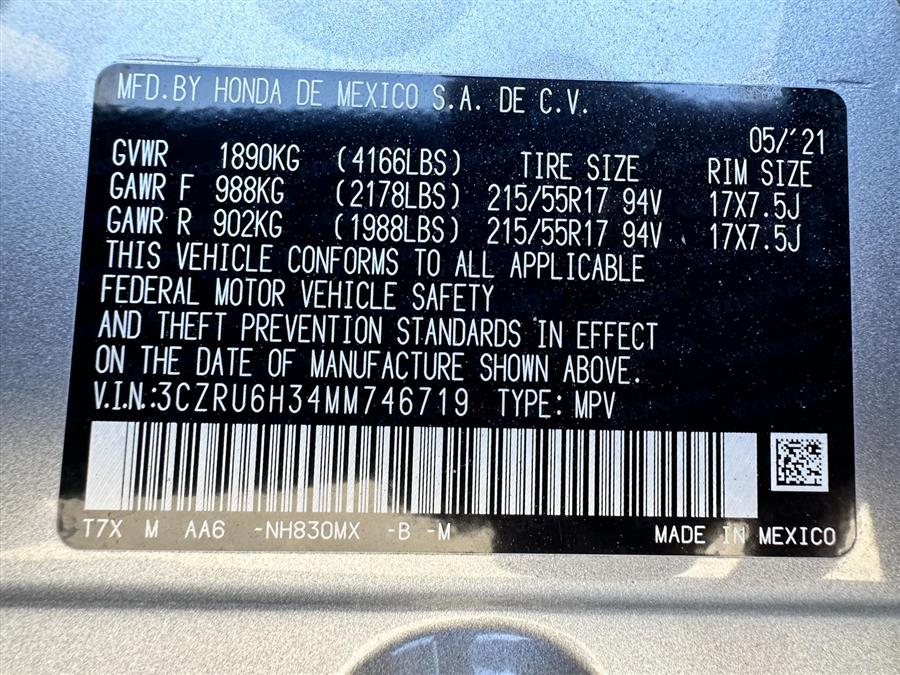 MFD. BY HONDA DE MEXICO S.A. DE C.V.
05/'21
GVWR 1890KG (4166LBS) TIRE SIZE RIM SIZE
GAWR F 988KG (2178LBS) 215/55R17 94V 17X7.5J
GAWR R 902KG (1988LBS) 215/55R17 94V 17X7.5J
THIS VEHICLE CONFORMS TO ALL APPLICABLE
FEDERAL MOTOR VEHICLE SAFETY
AND THEFT PREVENTION STANDARDS IN EFFECT
ON THE DATE OF MANUFACTURE SHOWN ABOVE.
V.I.N.:3CZRU6H34MM746719 TYPE: MPV
T7X M AA6 -NH830MX -B -M MADE IN MEXICO